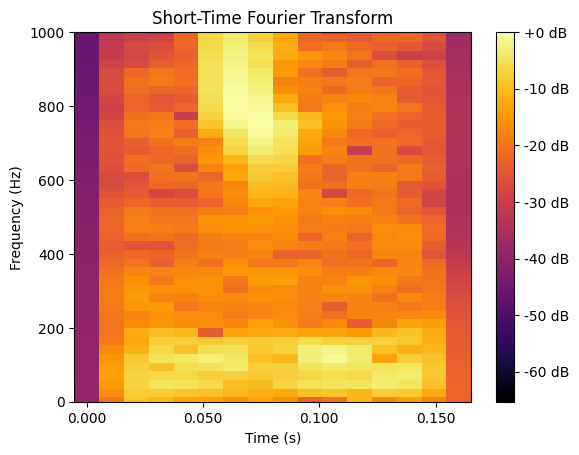 Short-Time Fourier Transform
1000
800
600
400
200
0
Frequency (Hz)
0.000
0.050
0.100
0.150
Time (s)
+0 dB
-10 dB
-20 dB
-30 dB
-40 dB
-50 dB
-60 dB